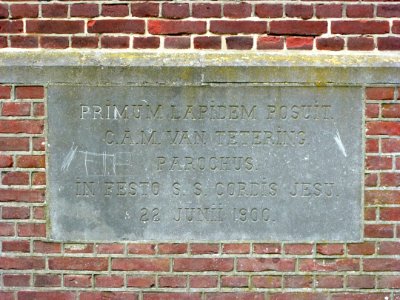 PRIMUM LAPIDEM POSUIT.
C.A.M. VAN TETERING.
PAROCHUS.
IN FESTO S.S. CORDIS JESU.
22 JUNII 1900.